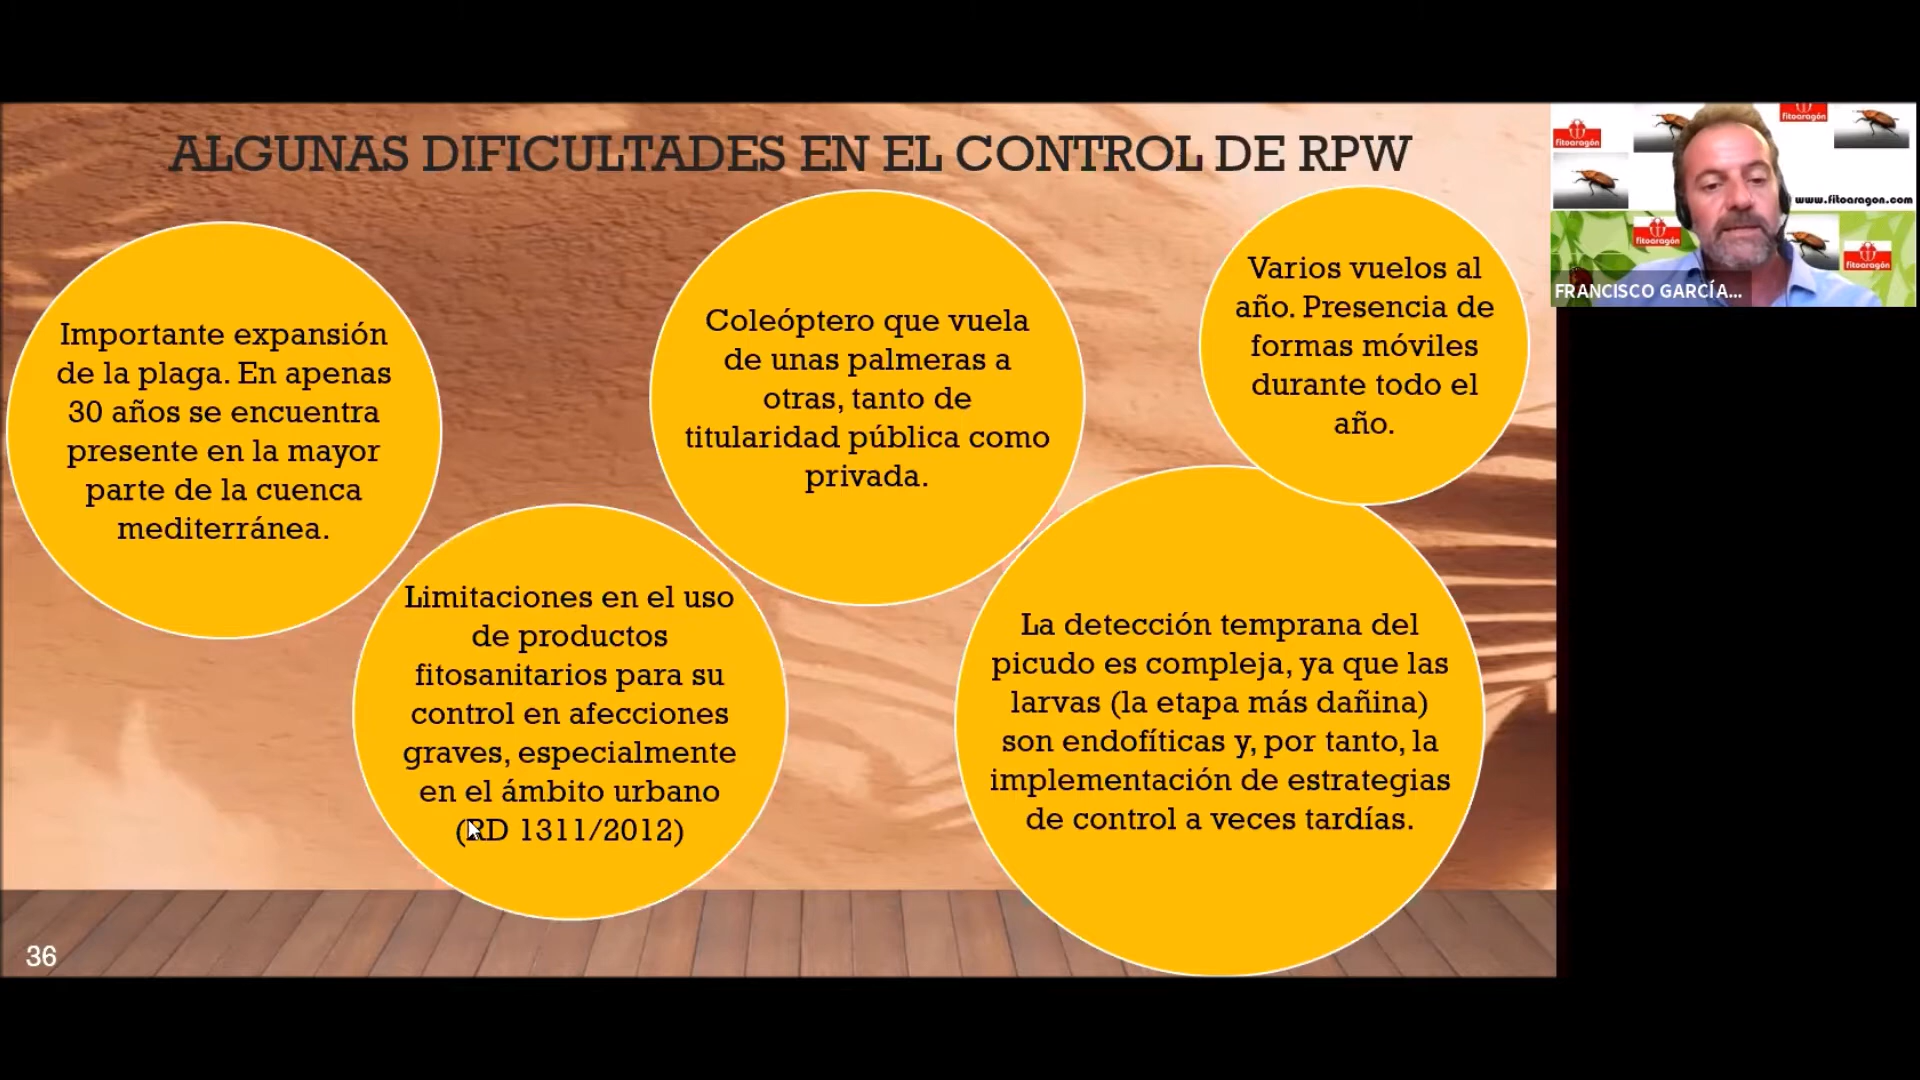 ALGUNAS DIFICULTADES EN EL CONTROL DE RPW
Importante expansión
de la plaga. En apenas
30 años se encuentra
presente en la mayor
parte de la cuenca
mediterránea.
Limitaciones en el uso
de productos
fitosanitarios para su
control en afecciones
graves, especialmente
en el ámbito urbano
(RD 1311/2012)
Coleóptero que vuela
de unas palmeras a
otras, tanto de
titularidad pública como
privada.
La detección temprana del
picudo es compleja, ya que las
larvas (la etapa más dañina)
son endofíticas y, por tanto, la
implementación de estrategias
de control a veces tardías.
Varios vuelos al
año. Presencia de
formas móviles
durante todo el
año.
36
fitoaragón
fitoaragón
www.fitoaragon.com
fitoaragón
fitoaragón
FRANCISCO GARCÍA...